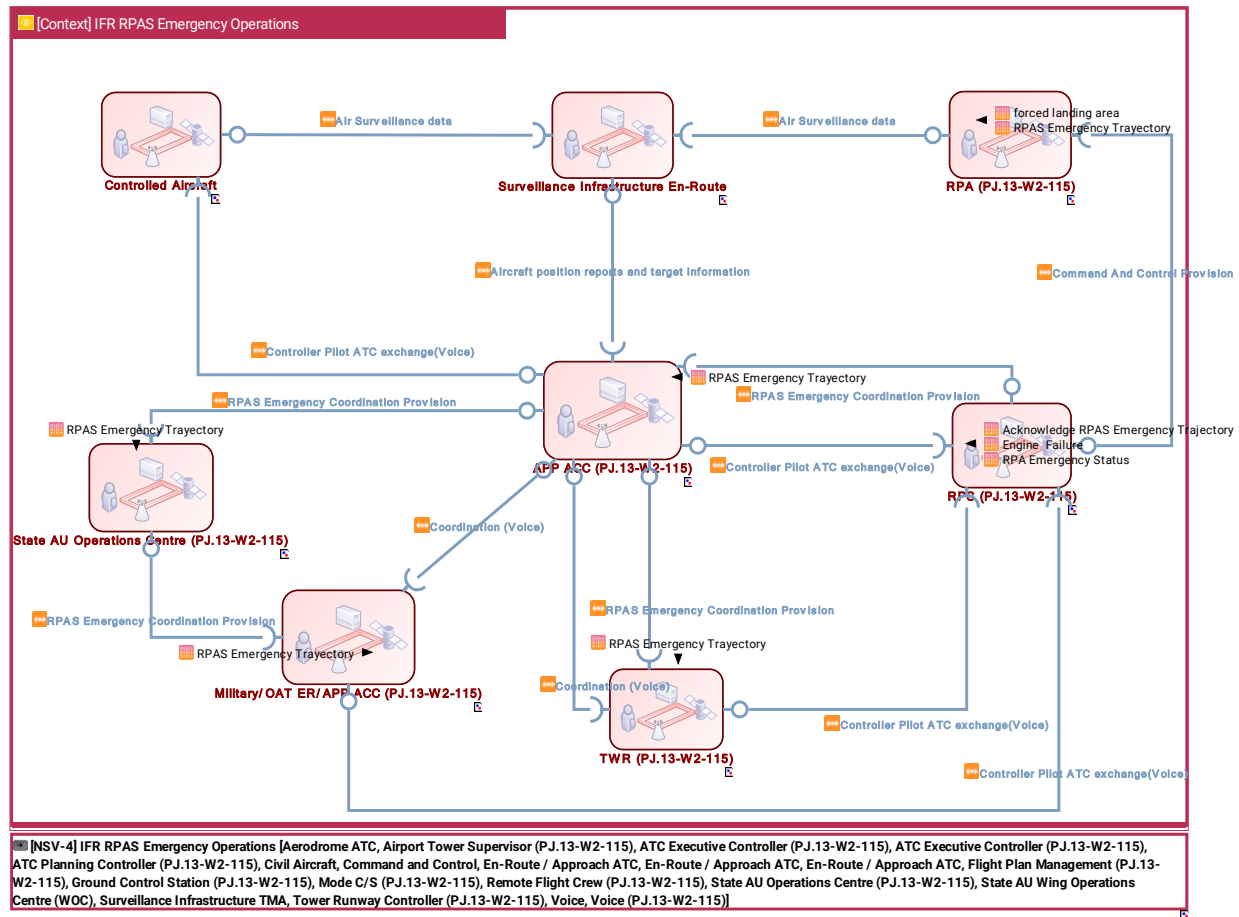 [Context] IFR RPAS Emergency Operations
Air Surveillance data
Air Surveillance data
forced landing area
RPAS Emergency Trayectory
Controlled Aircraft
Surveillance Infrastructure En-Route
RPA (PJ.13-W2-115)
Aircraft position reports and target information
Command And Control Provision
Controller Pilot ATC exchange(Voice)
RPAS Emergency Trayectory
RPAS Emergency Coordination Provision
RPAS Emergency Coordination Provision
RPAS Emergency Trayectory
Acknowledge RPAS Emergency Trajectory
Engine Failure
RPA Emergency Status
APP ACC (PJ.13-W2-115)
Controller Pilot ATC exchange(Voice)
RPS (PJ.13-W2-115)
Coordination (Voice)
State AU Operations Centre (PJ.13-W2-115)
RPAS Emergency Coordination Provision
RPAS Emergency Coordination Provision
RPAS Emergency Trayectory
RPAS Emergency Trayectory
Coordination (Voice)
Military/OAT ER/APP ACC (PJ.13-W2-115)
Controller Pilot ATC exchange(Voice)
TWR (PJ.13-W2-115)
Controller Pilot ATC exchange(Voice)
[NSV-4] IFR RPAS Emergency Operations [Aerodrome ATC, Airport Tower Supervisor (PJ.13-W2-115), ATC Executive Controller (PJ.13-W2-115), ATC Executive Controller (PJ.13-W2-115),
ATC Planning Controller (PJ.13-W2-115), Civil Aircraft, Command and Control, En-Route / Approach ATC, En-Route / Approach ATC, En-Route / Approach ATC, Flight Plan Management (PJ.13-
W2-115), Ground Control Station (PJ.13-W2-115), Mode C/S (PJ.13-W2-115), Remote Flight Crew (PJ.13-W2-115), State AU Operations Centre (PJ.13-W2-115), State AU Wing Operations
Centre (WOC), Surveillance Infrastructure TMA, Tower Runway Controller (PJ.13-W2-115), Voice, Voice (PJ.13-W2-115)]